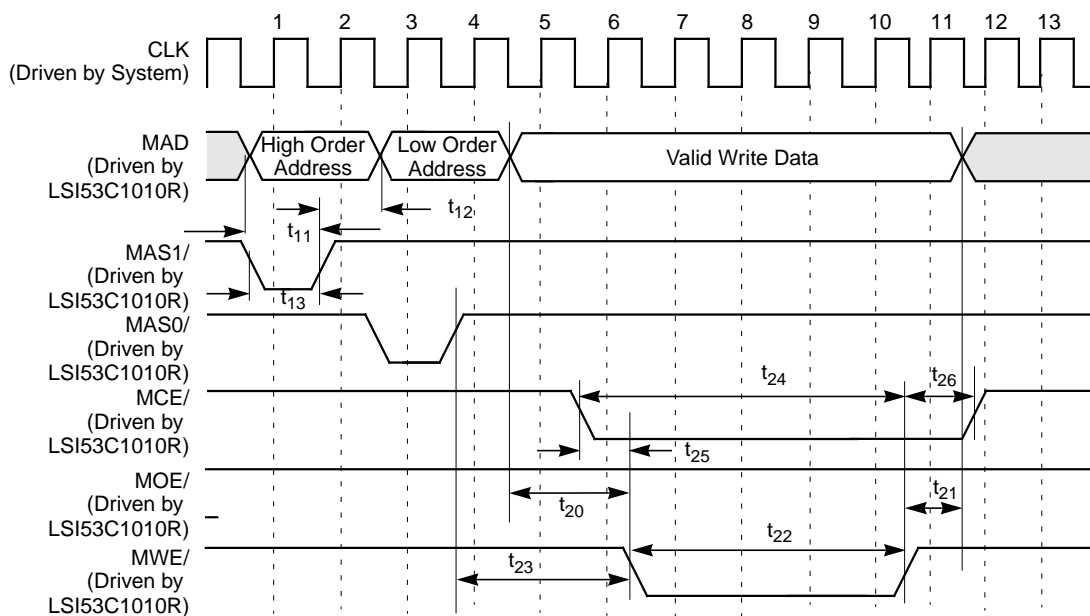 1 2 3 4 5 6 7 8 9 10 11 12 13
CLK
(Driven by System)
MAD
(Driven by
LSI53C1010R)
High Order
Address
Low Order
Address
Valid Write Data
t12
t11
MAS1/
(Driven by
LSI53C1010R)
t13
MAS0/
(Driven by
LSI53C1010R)
MCE/
(Driven by
LSI53C1010R)
t24
t26
t25
MOE/
(Driven by
LSI53C1010R)
t20
t21
MWE/
(Driven by
LSI53C1010R)
t22
t23